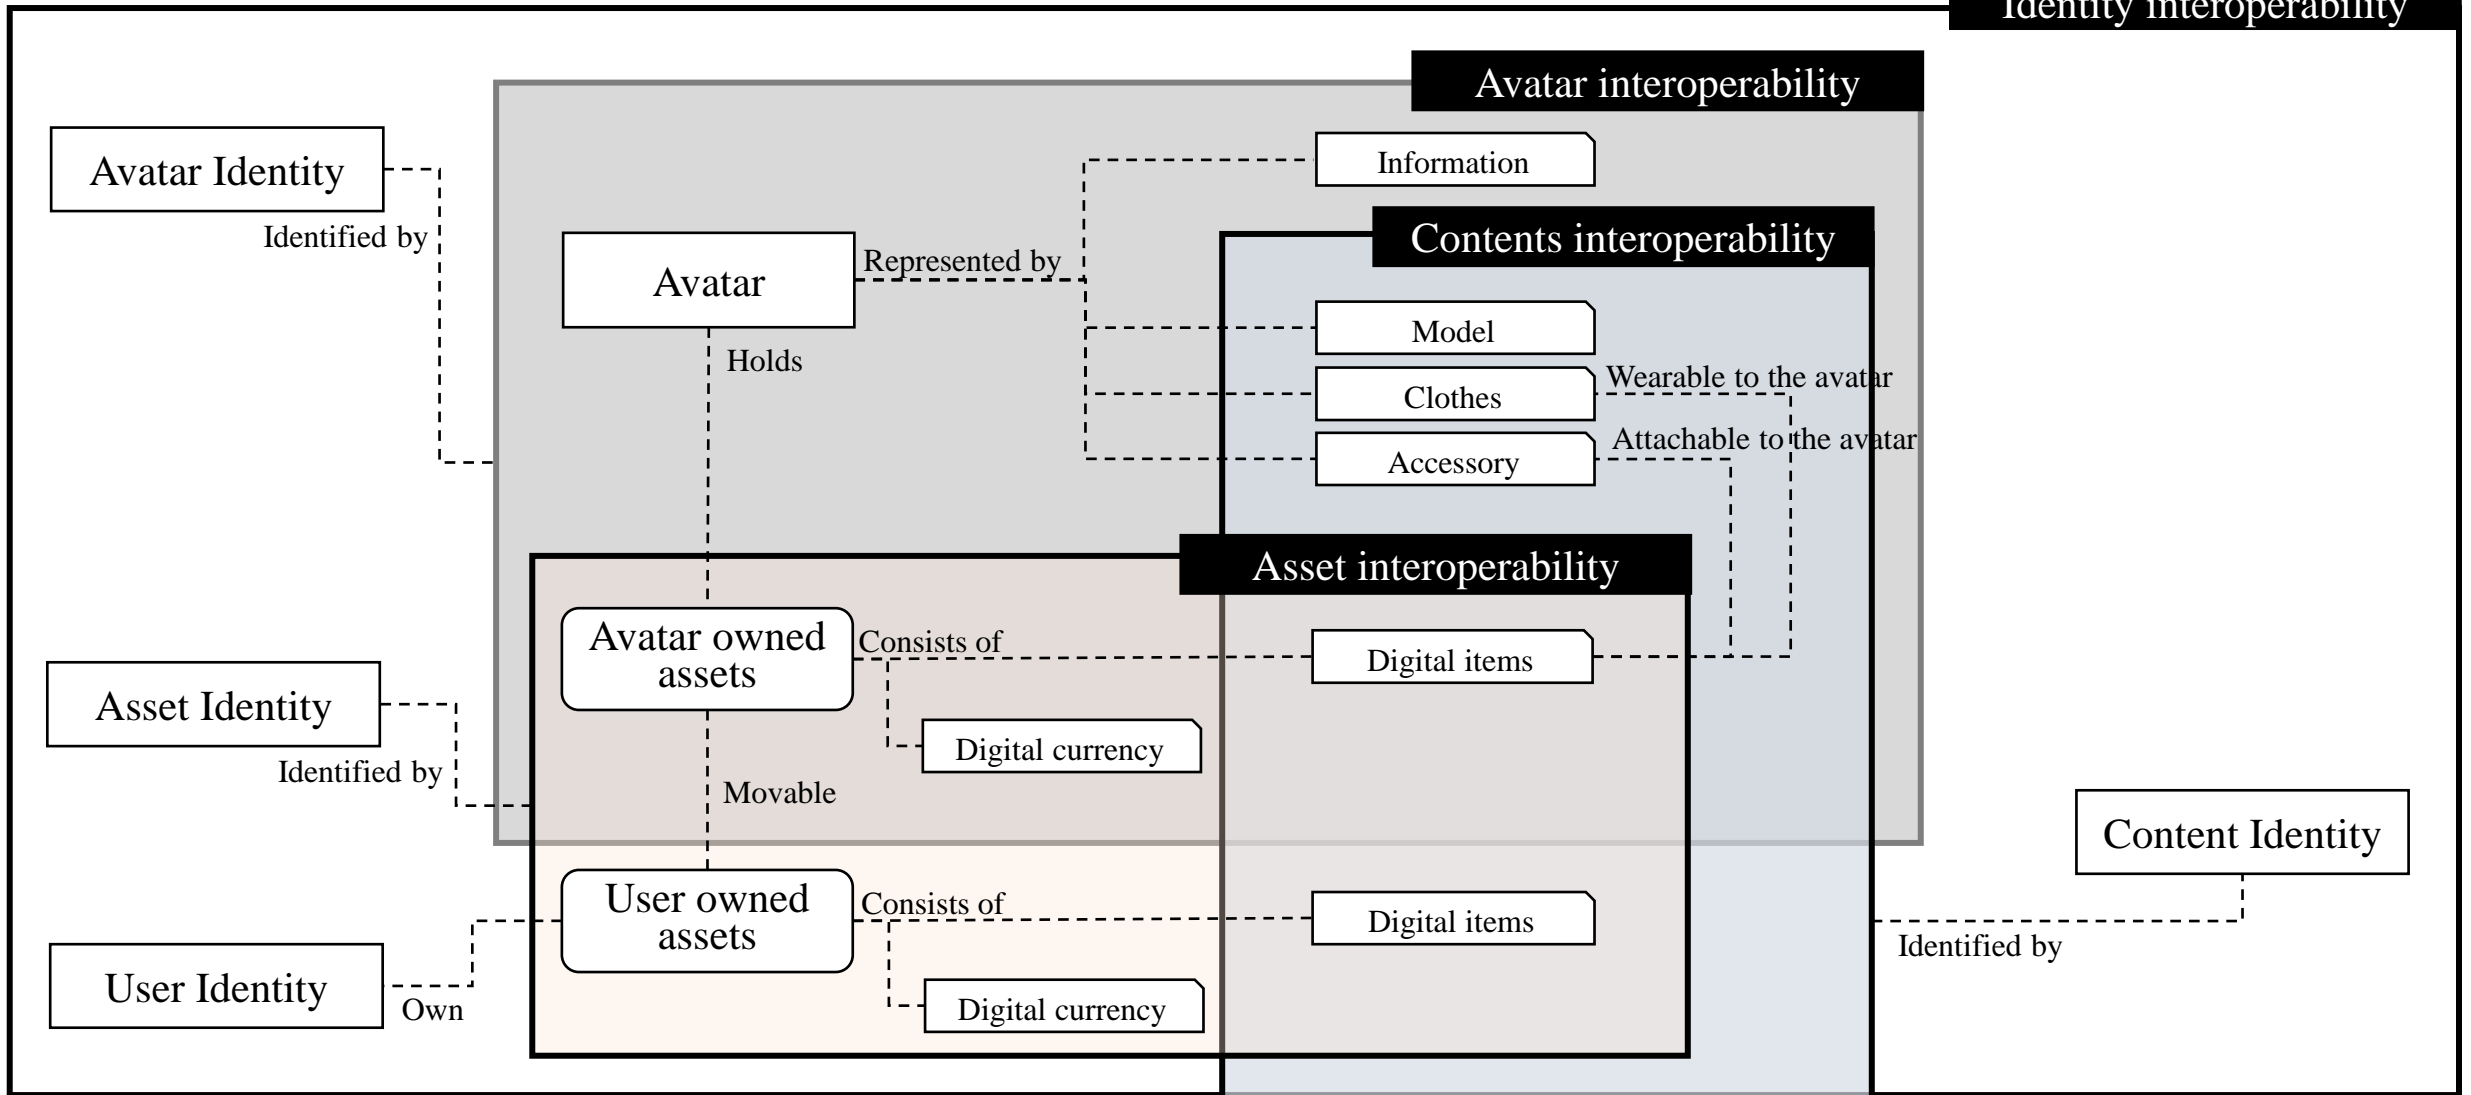 Identity interoperability
Avatar interoperability
Information
Avatar Identity
Identified by
Contents interoperability
Represented by
Avatar
Model
Holds
Wearable to the avatar
Clothes
Attachable to the avatar
Accessory
Asset interoperability
Avatar owned
assets
Consists of
Digital items
Asset Identity
Digital currency
Identified by
Movable
Content Identity
User owned
assets
Consists of
Digital items
Identified by
User Identity
Own
Digital currency